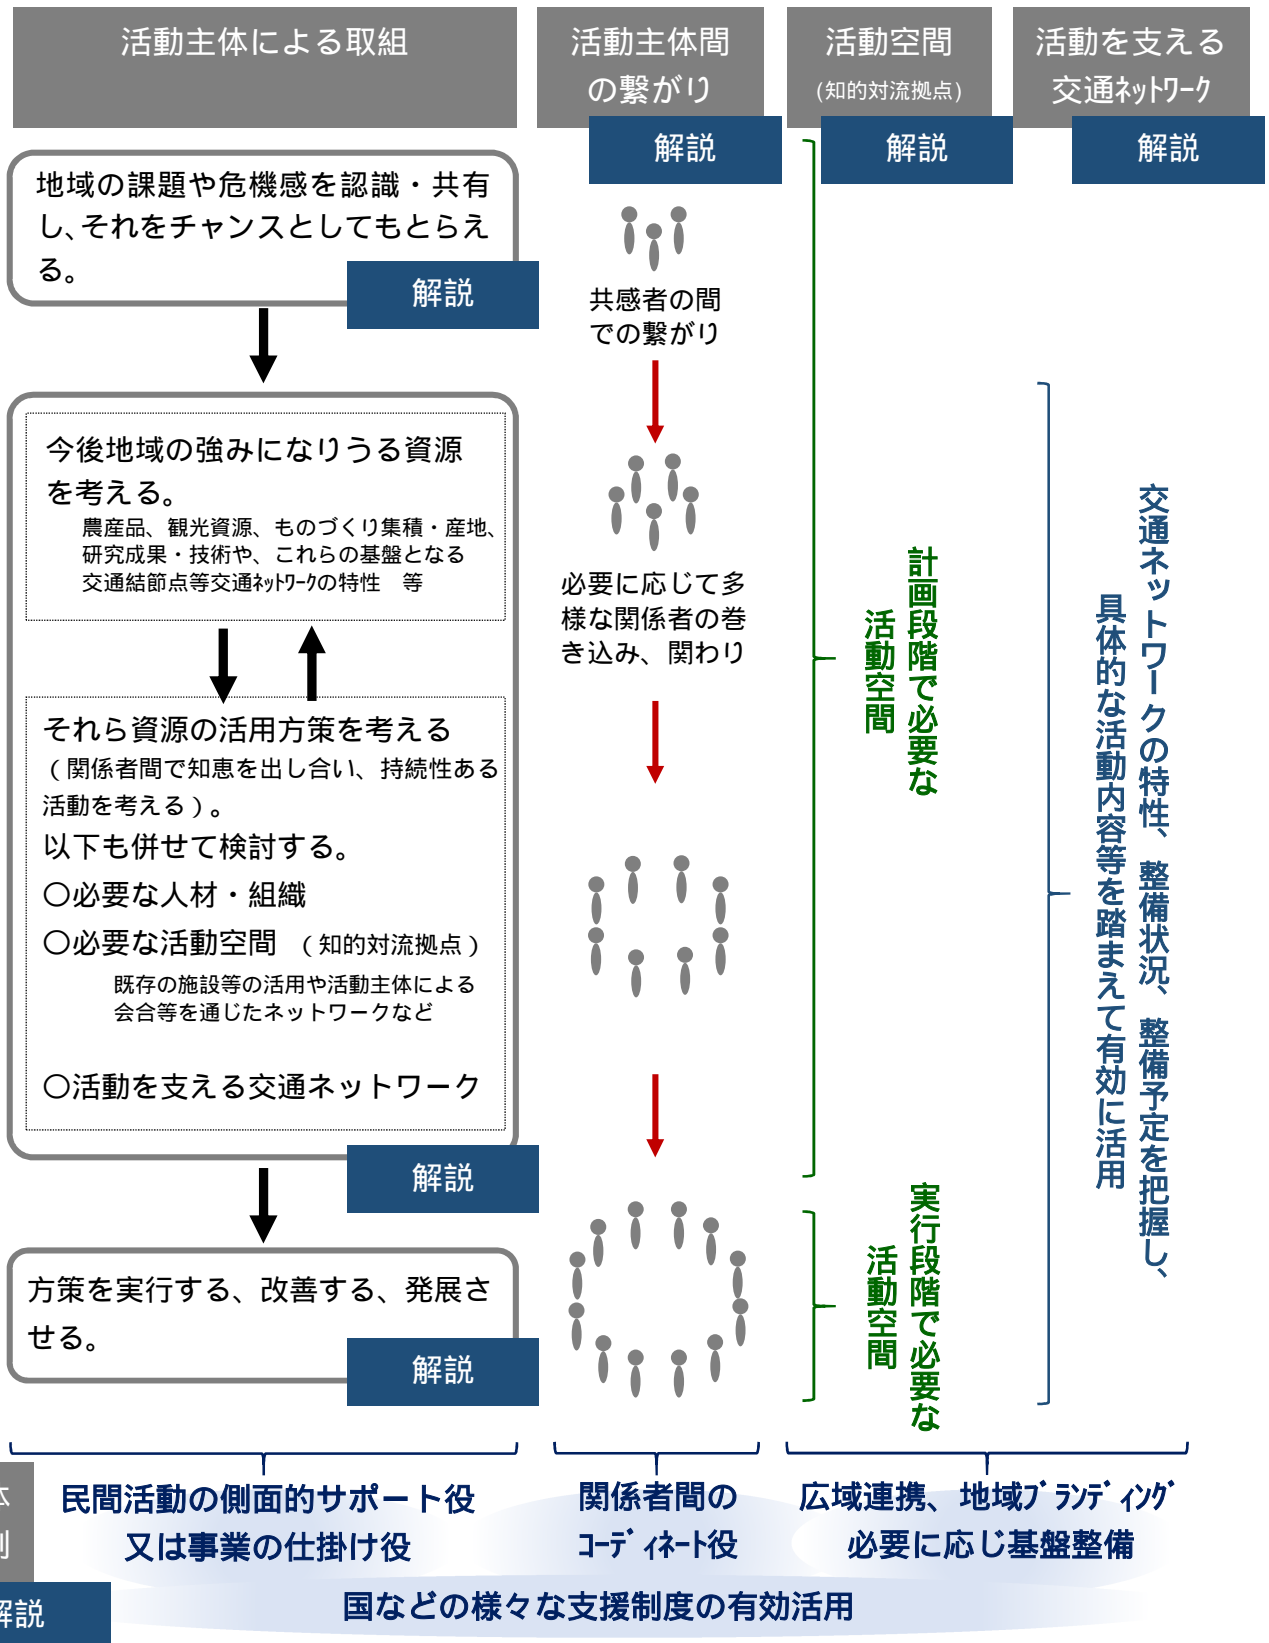 活動主体による取組
活動主体間
の繋がり
活動空間
(知的対流拠点)
活動を支える
交通ﾈｯﾄﾜｰｸ
解説
解説
解説
地域の課題や危機感を認識・共有
し、それをチャンスとしてもとらえ
る。
解説
今後地域の強みになりうる資源
を考える。
農産品、観光資源、ものづくり集積・産地、
研究成果・技術や、これらの基盤となる
交通結節点等交通ﾈｯﾄﾜｰｸの特性　等
それら資源の活用方策を考える
（関係者間で知恵を出し合い、持続性ある
活動を考える）。
以下も併せて検討する。
〇必要な人材・組織
〇必要な活動空間　（知的対流拠点）
既存の施設等の活用や活動主体による
会合等を通じたネットワークなど
〇活動を支える交通ネットワーク
解説
方策を実行する、改善する、発展さ
せる。
解説
共感者の間
での繋がり
必要に応じて多
様な関係者の巻
き込み、関わり
計画段階で必要な
活動空間
実行段階で必要な
活動空間
交通ネットワークの特性、整備状況、整備予定を把握し、
具体的な活動内容等を踏まえて有効に活用
民間活動の側面的サポート役
又は事業の仕掛け役
関係者間の
ｺｰﾃﾞｨﾈｰﾄ役
広域連携、地域ﾌﾞﾗﾝﾃﾞｨﾝｸﾞ
必要に応じ基盤整備
国などの様々な支援制度の有効活用
解説